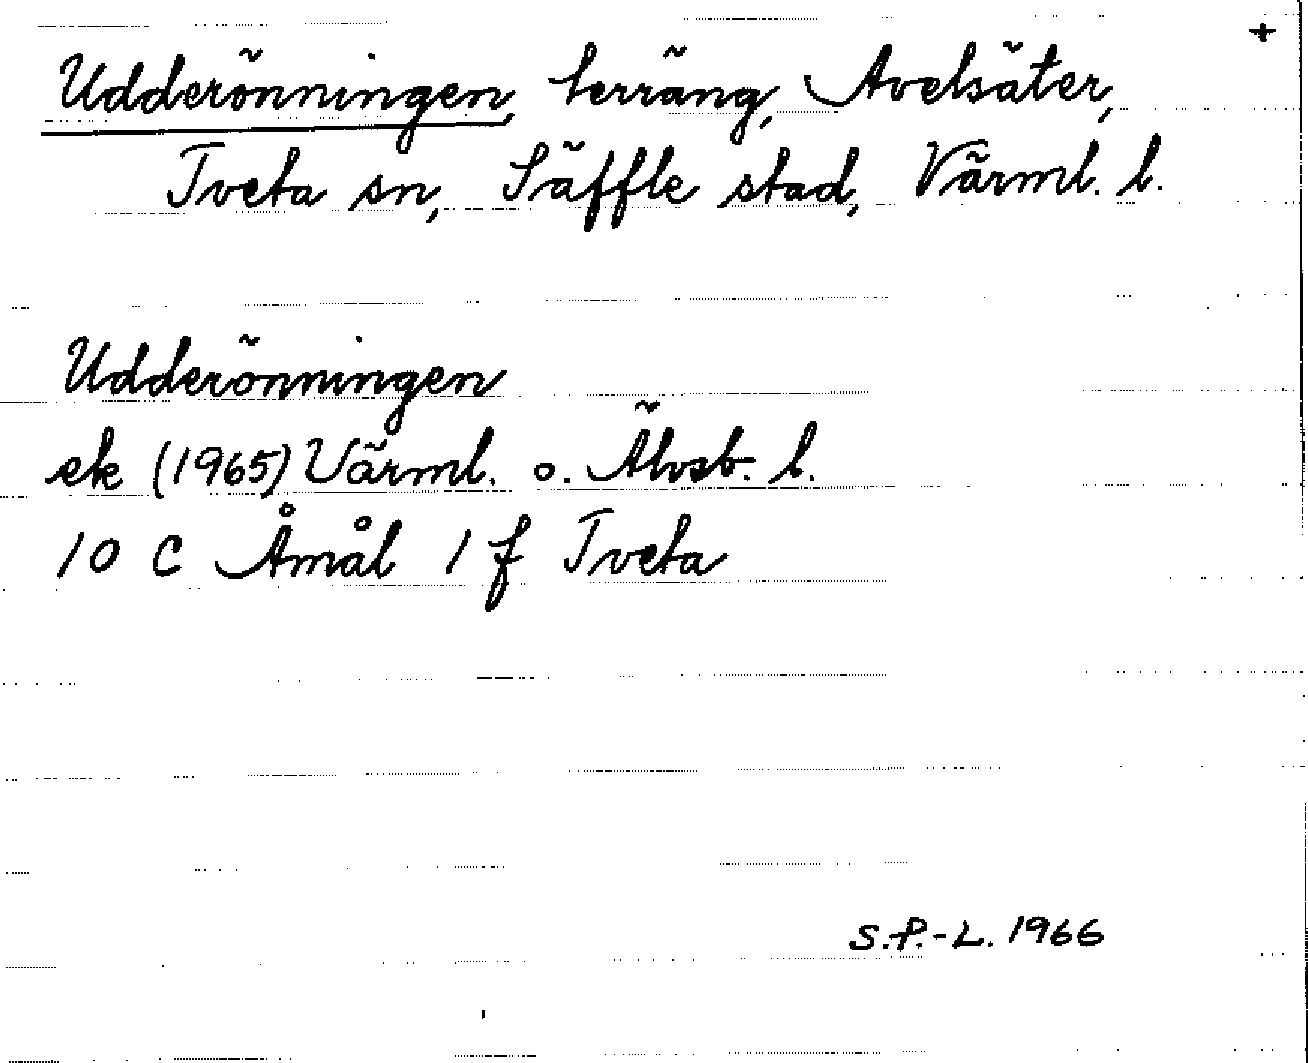 +
Udderönningen, terräng, Avelsäter,
Tveta sn, Säffle stad, Värml. l.
Udderönningen
ek (1965) Värml. o. Älvsb. l.
10 C Åmål 1 f Tveta
S.P.-L. 1966